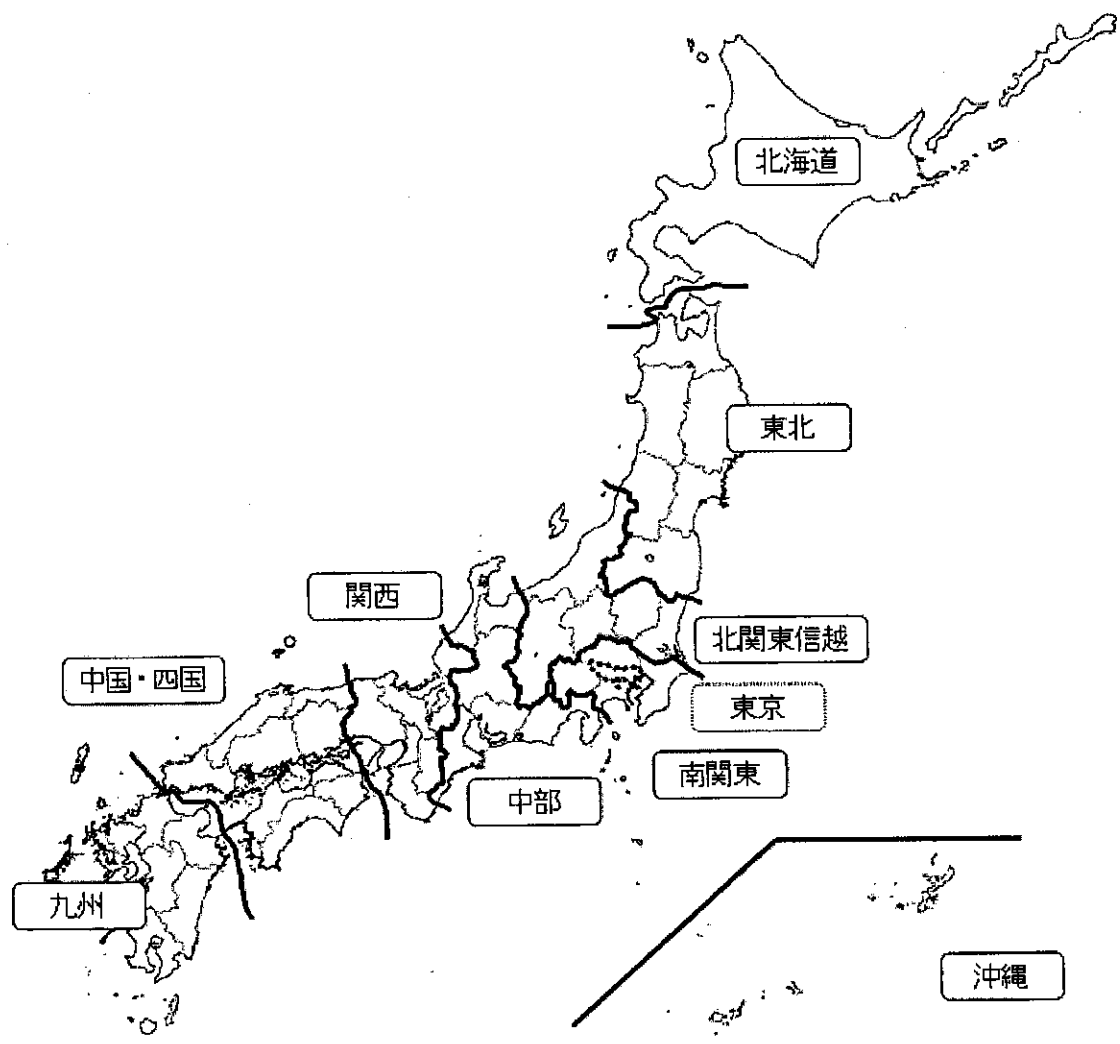 北海道
東北
関西
北関東信越
中国・四国
東京
南関東
中部
九州
沖縄